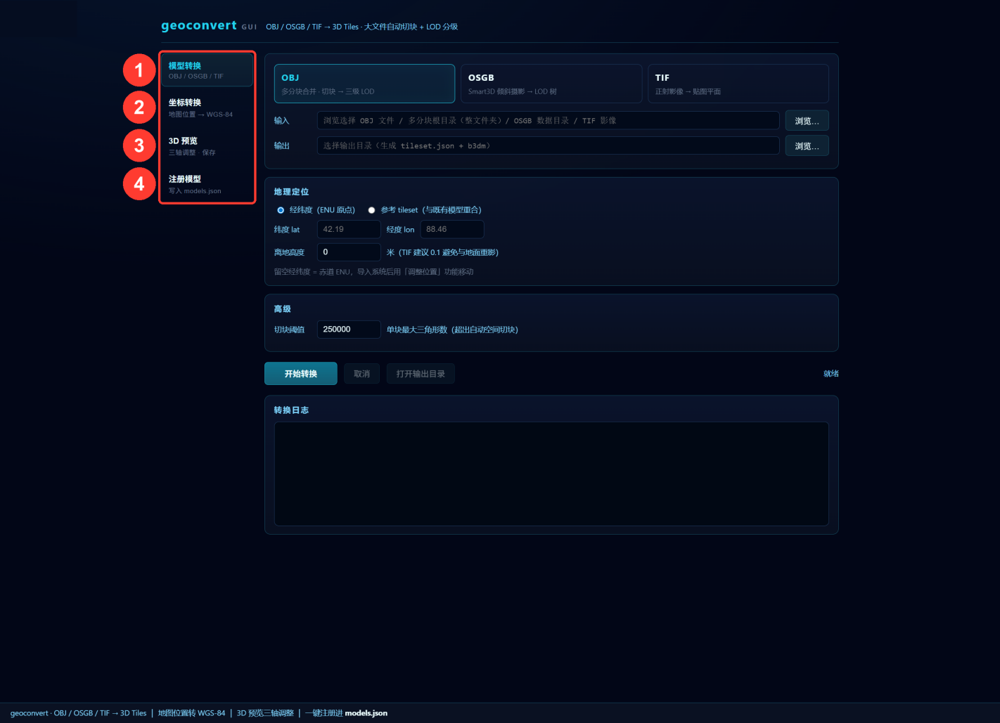 geoconvert GUI OBJ / OSGB / TIF → 3D Tiles · 大文件自动切块 + LOD 分级
1
模型转换
OBJ / OSGB / TIF
2
坐标转换
地图位置 → WGS-84
3
3D 预览
三轴调整 · 保存
4
注册模型
写入 models.json
OBJ
多分块合并 · 切块 → 三级 LOD
OSGB
Smart3D 倾斜摄影 → LOD 树
TIF
正射影像 → 贴图平面
输入 浏览选择 OBJ 文件 / 多分块根目录（整文件夹）/ OSGB 数据目录 / TIF 影像 浏览...
输出 选择输出目录（生成 tileset.json + b3dm） 浏览...
地理定位
经纬度（ENU 原点） 参考 tileset（与既有模型重合）
纬度 lat 42.19 经度 lon 88.46
离地高度 0 米（TIF 建议 0.1 避免与地面重影）
留空经纬度 = 赤道 ENU，导入系统后用「调整位置」功能移动
高级
切块阈值 250000 单块最大三角形数（超出自动空间切块）
开始转换 取消 打开输出目录 就绪
转换日志
geoconvert · OBJ / OSGB / TIF → 3D Tiles | 地图位置转 WGS-84 | 3D 预览三轴调整 | 一键注册进 models.json